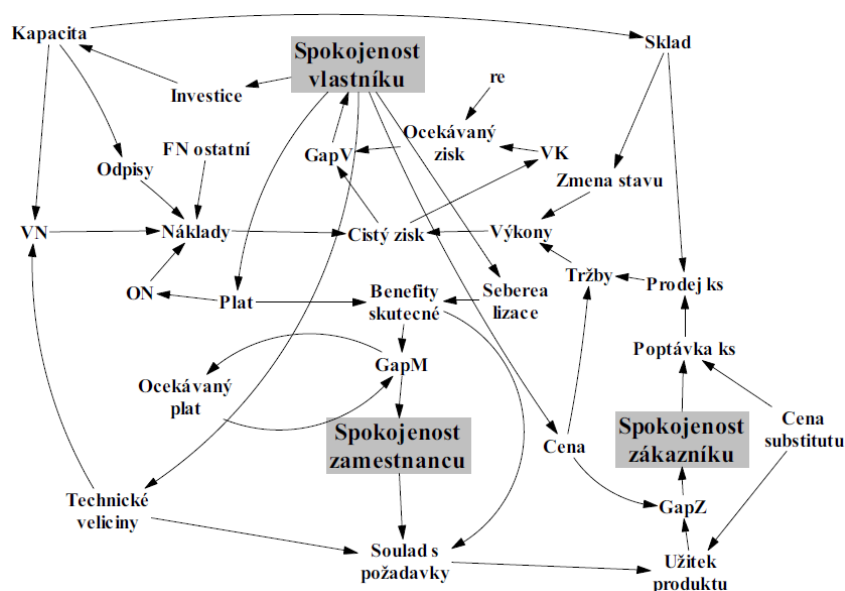 Kapacita
Sklad
Spokojenost
vlastníku
re
Investice
Ocekávaný
zisk
FN ostatní
GapV
VK
Odpisy
Zmena stavu
VN
Náklady
Cistý zisk
Výkony
Tržby
Prodej ks
ON
Plat
Benefity
skutecné
Seberea
lizace
Poptávka ks
GapM
Ocekávaný
plat
Spokojenost
zamestnancu
Cena
Spokojenost
zákazníku
Cena
substitutu
Technické
veliciny
GapZ
Soulad s
požadavky
Užitek
produktu